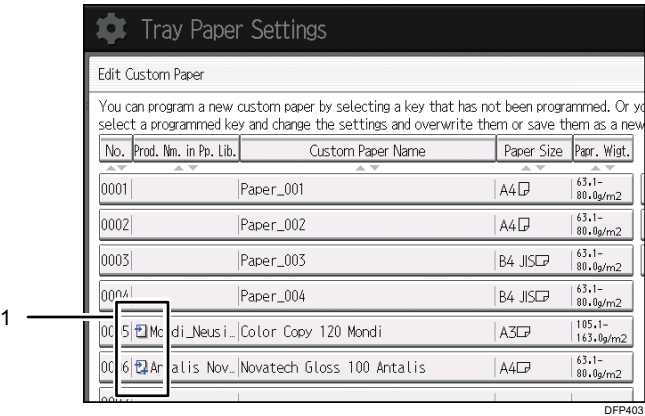 Tray Paper Settings
Edit Custom Paper
You can program a new custom paper by selecting a key that has not been programmed. Or yo
select a programmed key and change the settings and overwrite them or save them as a new
No. Prod. Nm. in Pp. Lib. Custom Paper Name Paper Size Papr. Wigt.
0001 Paper_001 A4 63.1-
80.0g/m2
0002 Paper_002 A4 63.1-
80.0g/m2
0003 Paper_003 B4 JIS 63.1-
80.0g/m2
0004 Paper_004 B4 JIS 63.1-
80.0g/m2
1
0005 Mondi_Neusi… Color Copy 120 Mondi A3 105.1-
163.0g/m2
0006 Antalis Nov… Novatech Gloss 100 Antalis A4 63.1-
80.0g/m2
DFP403